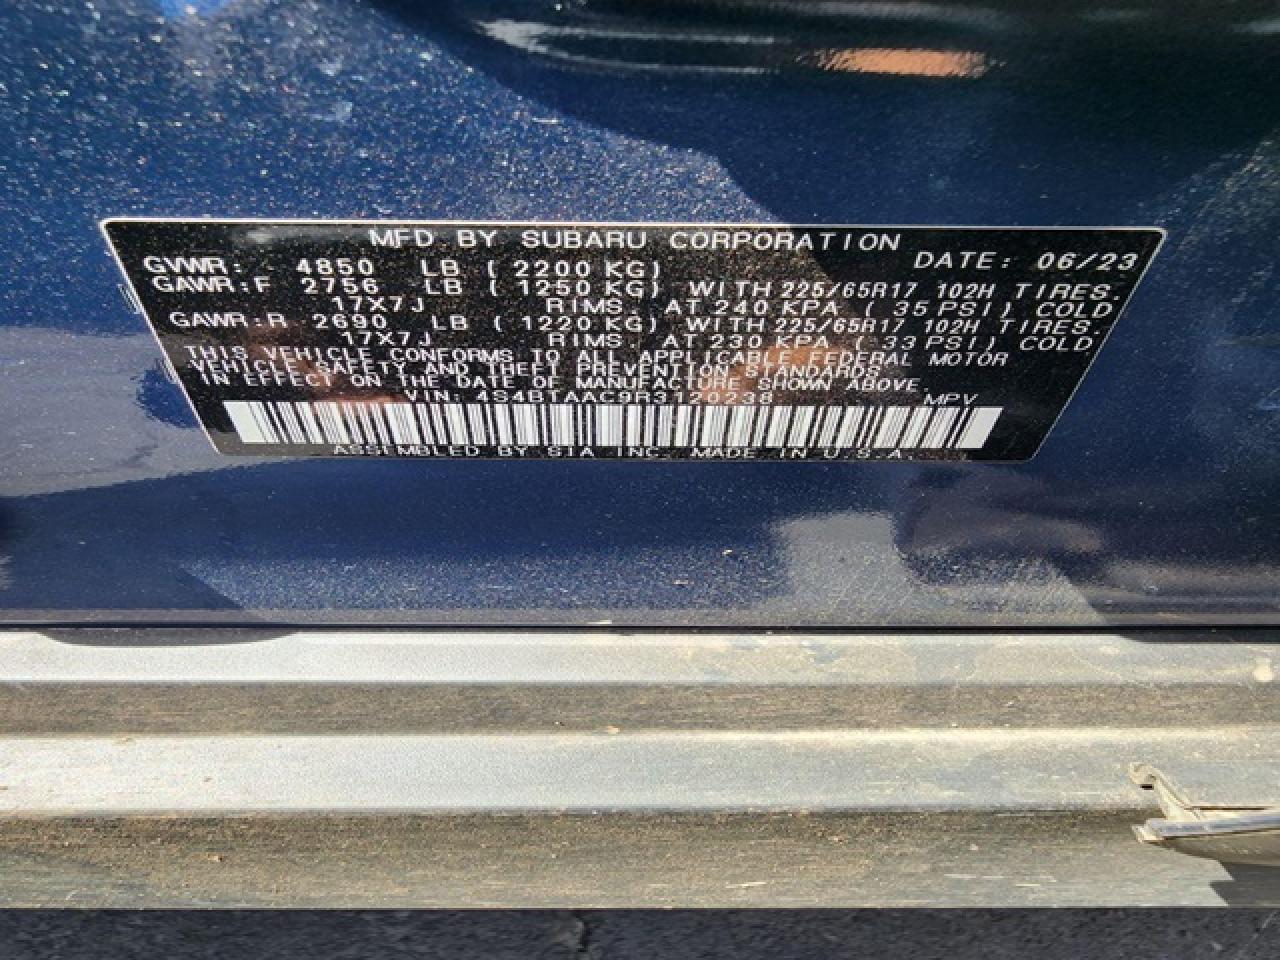 MFD BY SUBARU CORPORATION
GVWR: 4850 LB ( 2200 KG) DATE: 06/23
GAWR:F 2756 LB ( 1250 KG) WITH 225/65R17 102H TIRES.
17X7J RIMS. AT 240 KPA ( 35 PSI) COLD
GAWR:R 2690 LB ( 1220 KG) WITH 225/65R17 102H TIRES.
17X7J RIMS. AT 230 KPA ( 33 PSI) COLD
THIS VEHICLE CONFORMS TO ALL APPLICABLE FEDERAL MOTOR
VEHICLE SAFETY AND THEFT PREVENTION STANDARDS
IN EFFECT ON THE DATE OF MANUFACTURE SHOWN ABOVE.
VIN: 4S4BTAAC9R3120238 MPV
ASSEMBLED BY SIA INC. MADE IN U.S.A.